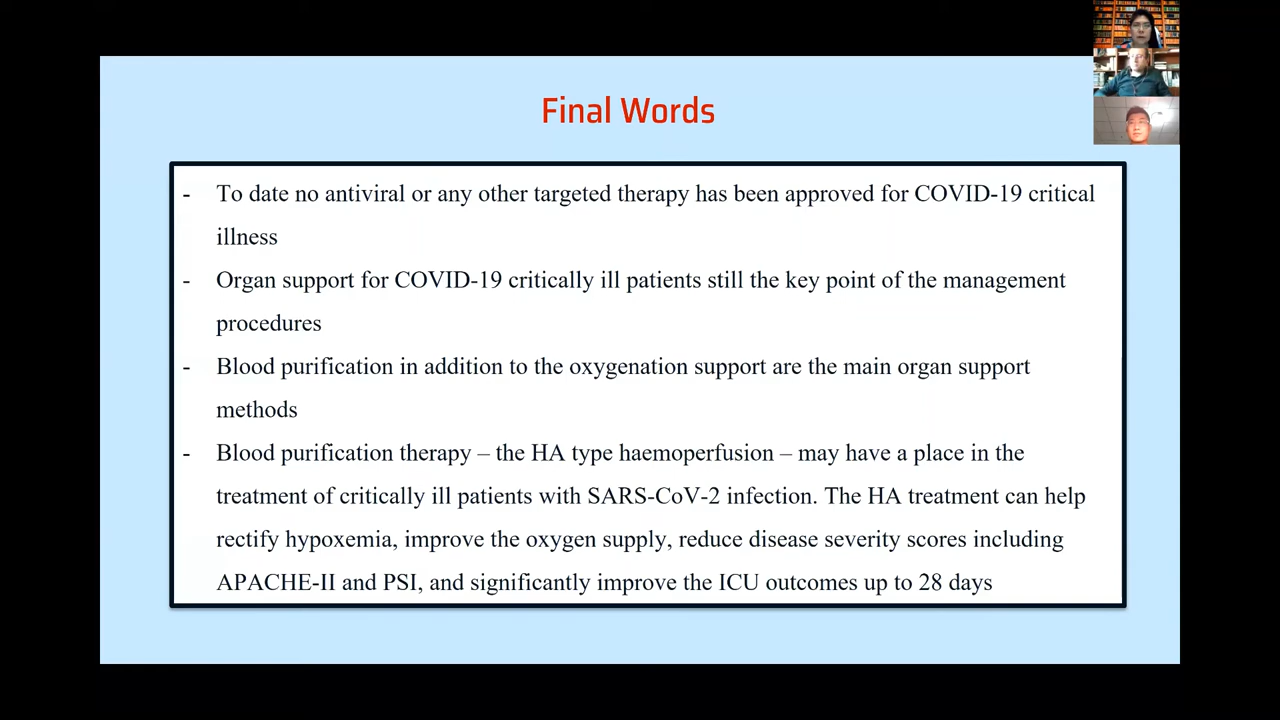 Final Words
- To date no antiviral or any other targeted therapy has been approved for COVID-19 critical
illness
- Organ support for COVID-19 critically ill patients still the key point of the management
procedures
- Blood purification in addition to the oxygenation support are the main organ support
methods
- Blood purification therapy – the HA type haemoperfusion – may have a place in the
treatment of critically ill patients with SARS-CoV-2 infection. The HA treatment can help
rectify hypoxemia, improve the oxygen supply, reduce disease severity scores including
APACHE-II and PSI, and significantly improve the ICU outcomes up to 28 days